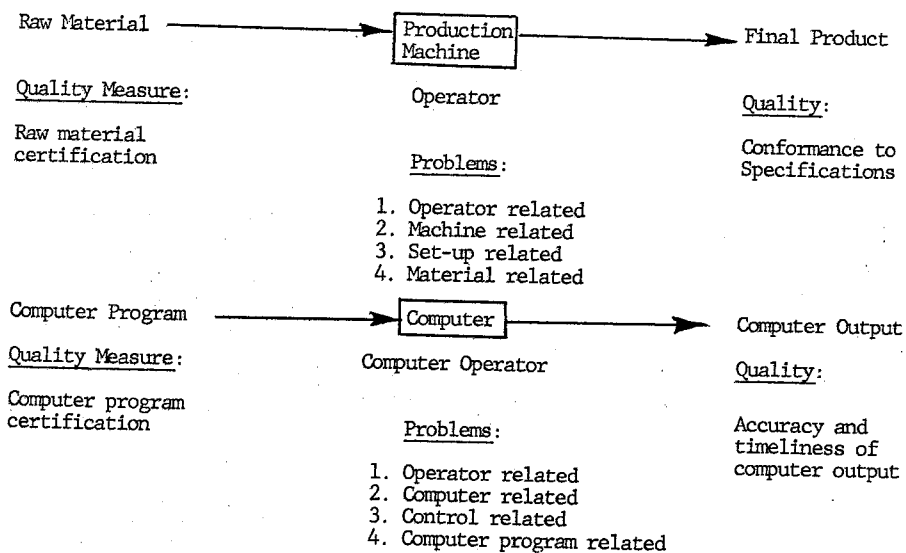 Raw Material
Production
Machine
Final Product
Quality Measure:
Operator
Quality:
Raw material
certification
Conformance to
Specifications
Problems:
1. Operator related
2. Machine related
3. Set-up related
4. Material related
Computer Program
Computer
Computer Output
Quality Measure:
Computer Operator
Quality:
Computer program
certification
Accuracy and
timeliness of
computer output
Problems:
1. Operator related
2. Computer related
3. Control related
4. Computer program related